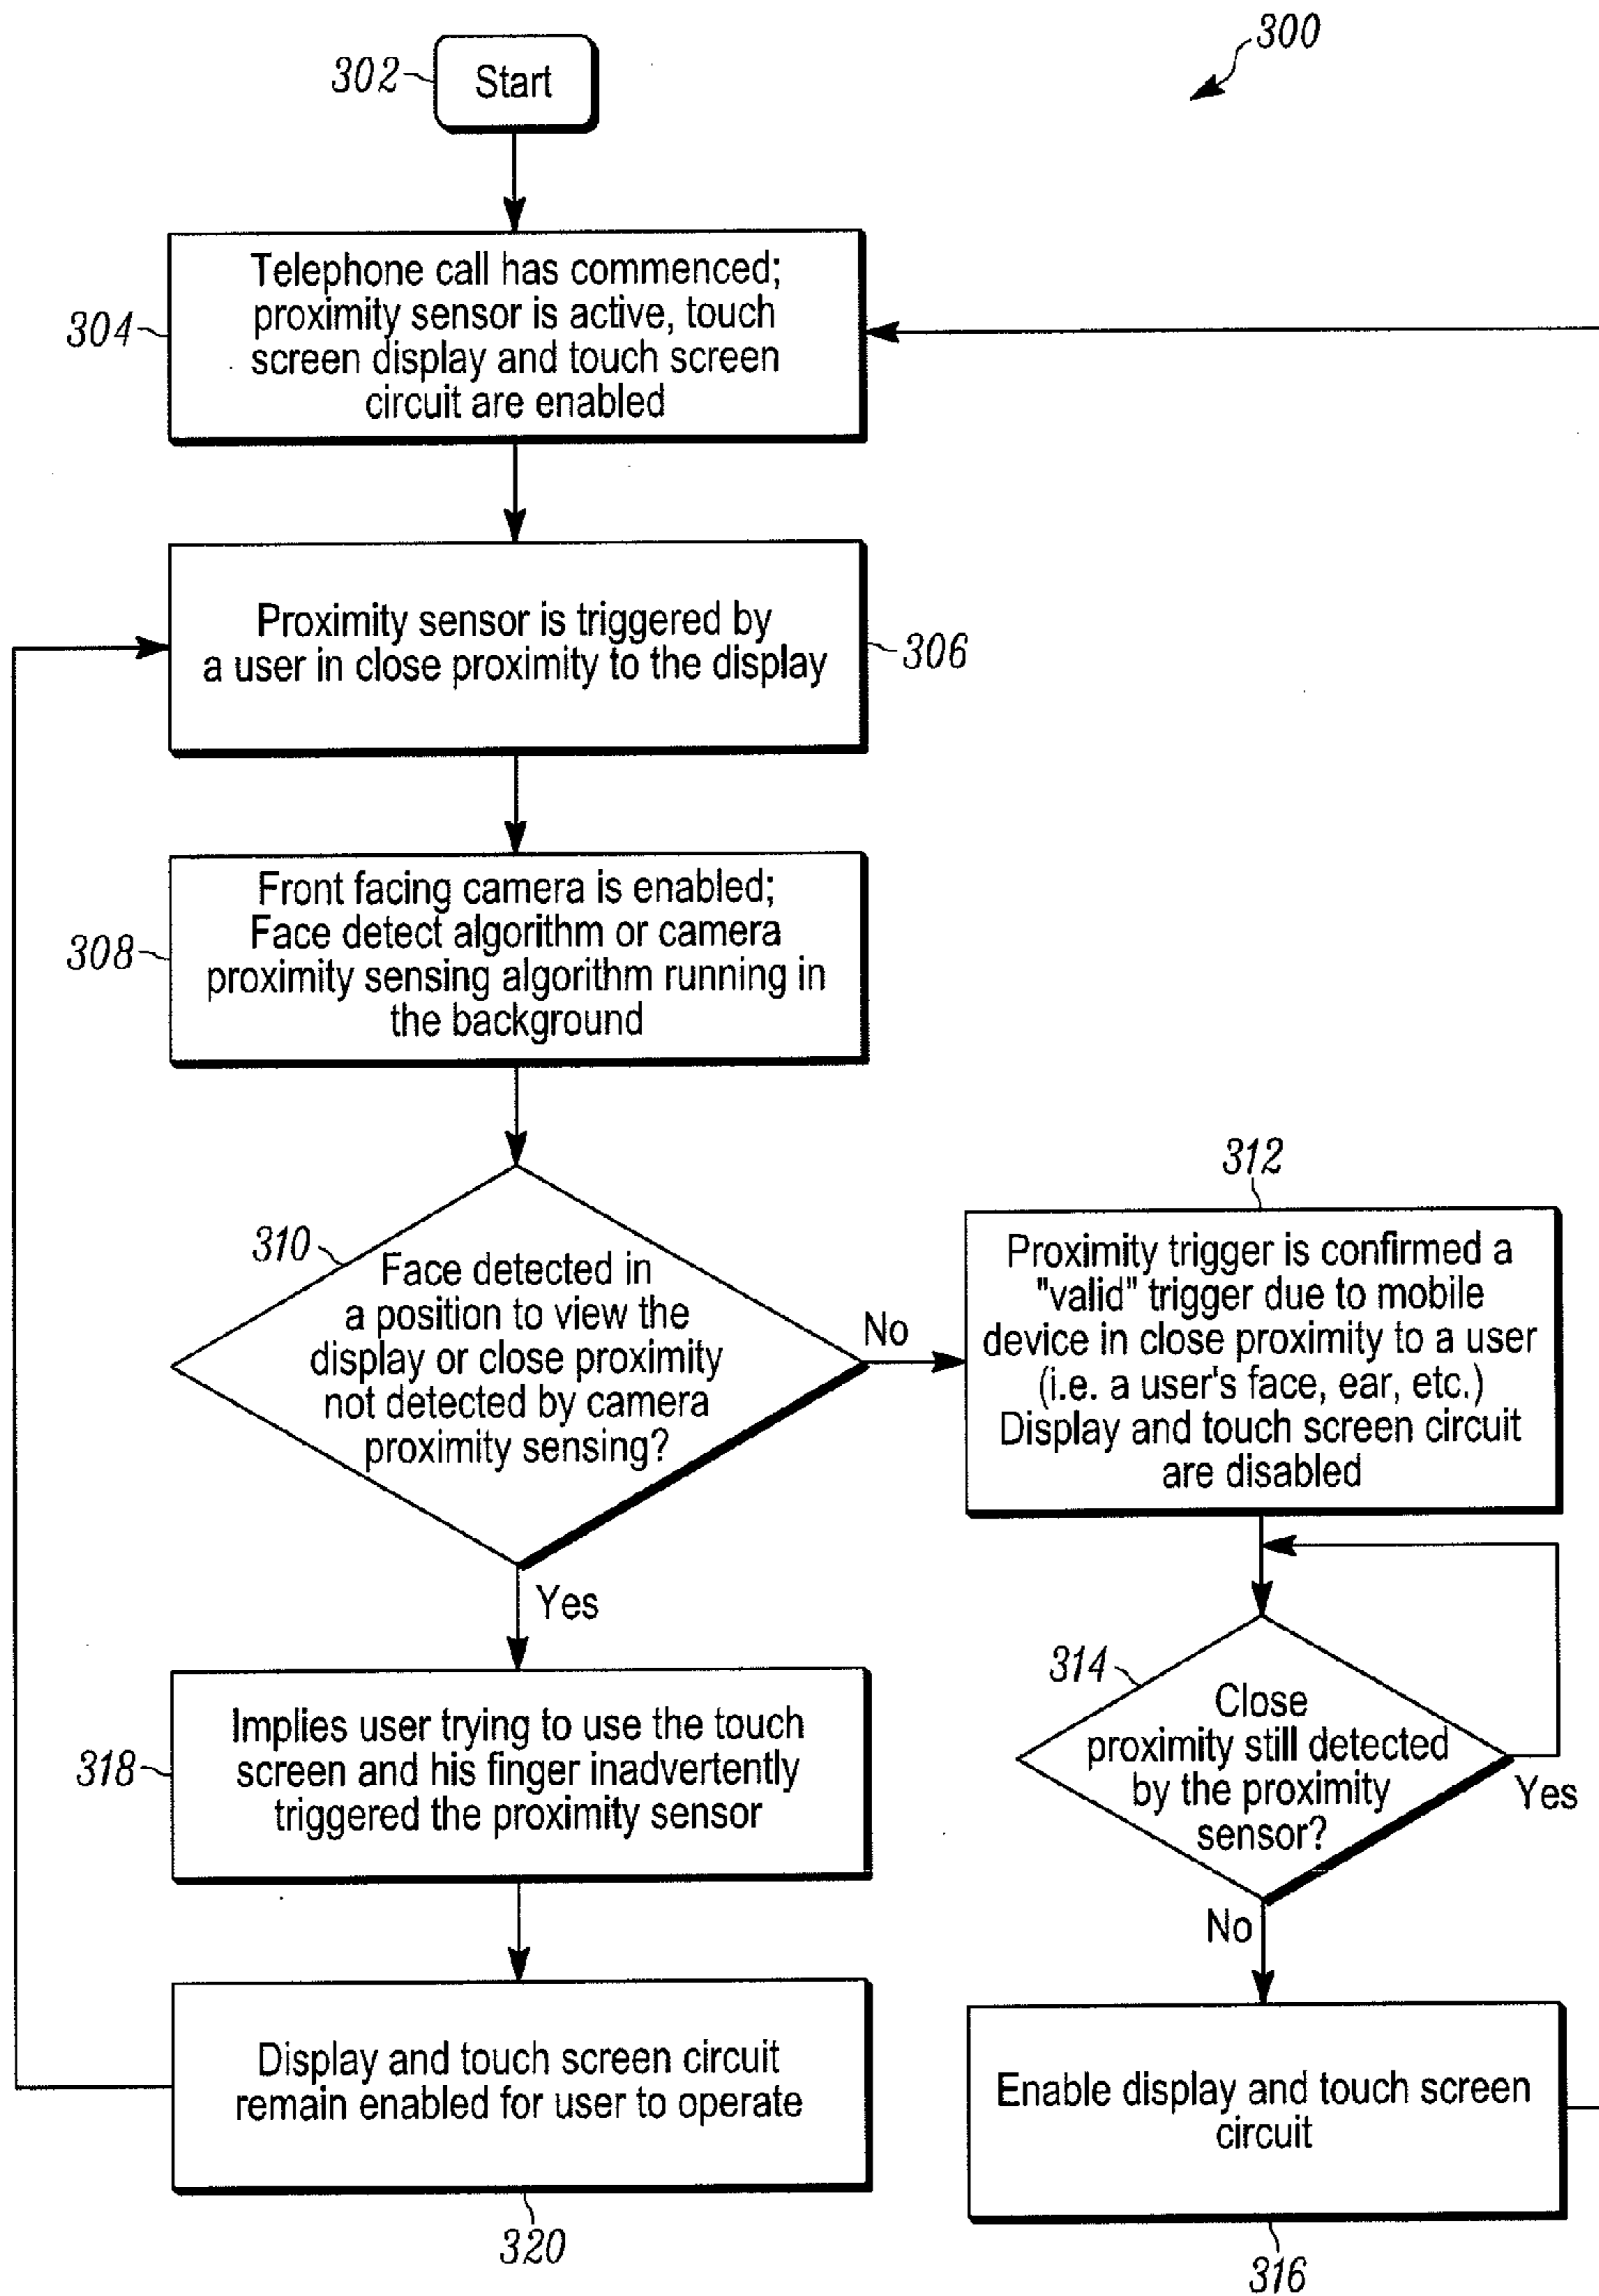 300
302
Start
304
Telephone call has commenced;
proximity sensor is active, touch
screen display and touch screen
circuit are enabled
Proximity sensor is triggered by
a user in close proximity to the display
306
308
Front facing camera is enabled;
Face detect algorithm or camera
proximity sensing algorithm running in
the background
310
Face detected in
a position to view the
display or close proximity
not detected by camera
proximity sensing?
No
Yes
312
Proximity trigger is confirmed a
"valid" trigger due to mobile
device in close proximity to a user
(i.e. a user's face, ear, etc.)
Display and touch screen circuit
are disabled
314
Close
proximity still detected
by the proximity
sensor?
Yes
No
318
Implies user trying to use the touch
screen and his finger inadvertently
triggered the proximity sensor
Display and touch screen circuit
remain enabled for user to operate
320
Enable display and touch screen
circuit
316